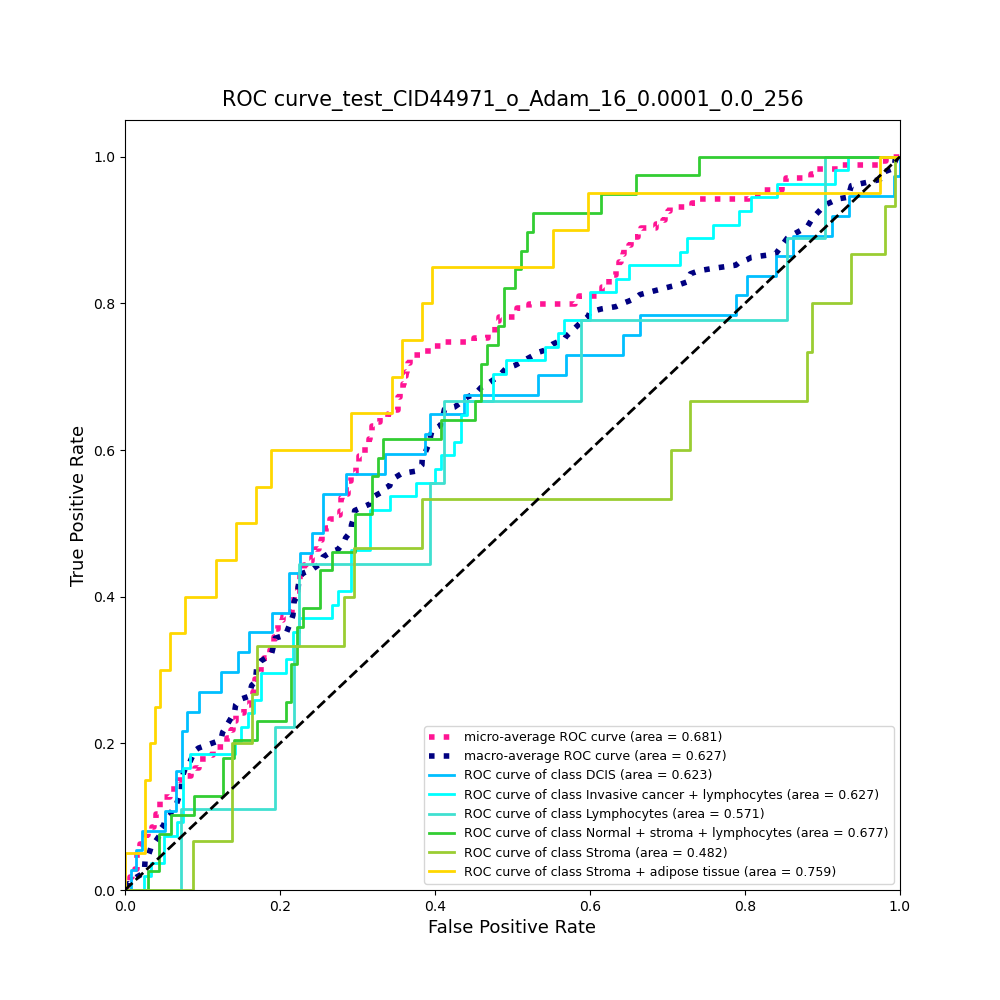 ROC curve_test_CID44971_o_Adam_16_0.0001_0.0_256
True Positive Rate
1.0
0.8
0.6
0.4
0.2
0.0
micro-average ROC curve (area = 0.681)
macro-average ROC curve (area = 0.627)
ROC curve of class DCIS (area = 0.623)
ROC curve of class Invasive cancer + lymphocytes (area = 0.627)
ROC curve of class Lymphocytes (area = 0.571)
ROC curve of class Normal + stroma + lymphocytes (area = 0.677)
ROC curve of class Stroma (area = 0.482)
ROC curve of class Stroma + adipose tissue (area = 0.759)
0.0 0.2 0.4 0.6 0.8 1.0
False Positive Rate